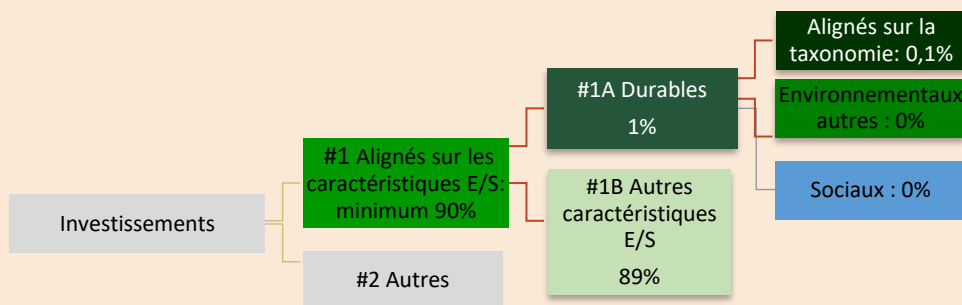 Investissements
#1 Alignés sur les
caractéristiques E/S:
minimum 90%
#2 Autres
#1A Durables
1%
#1B Autres
caractéristiques
E/S
89%
Alignés sur la
taxonomie: 0,1%
Environnementaux
autres : 0%
Sociaux : 0%